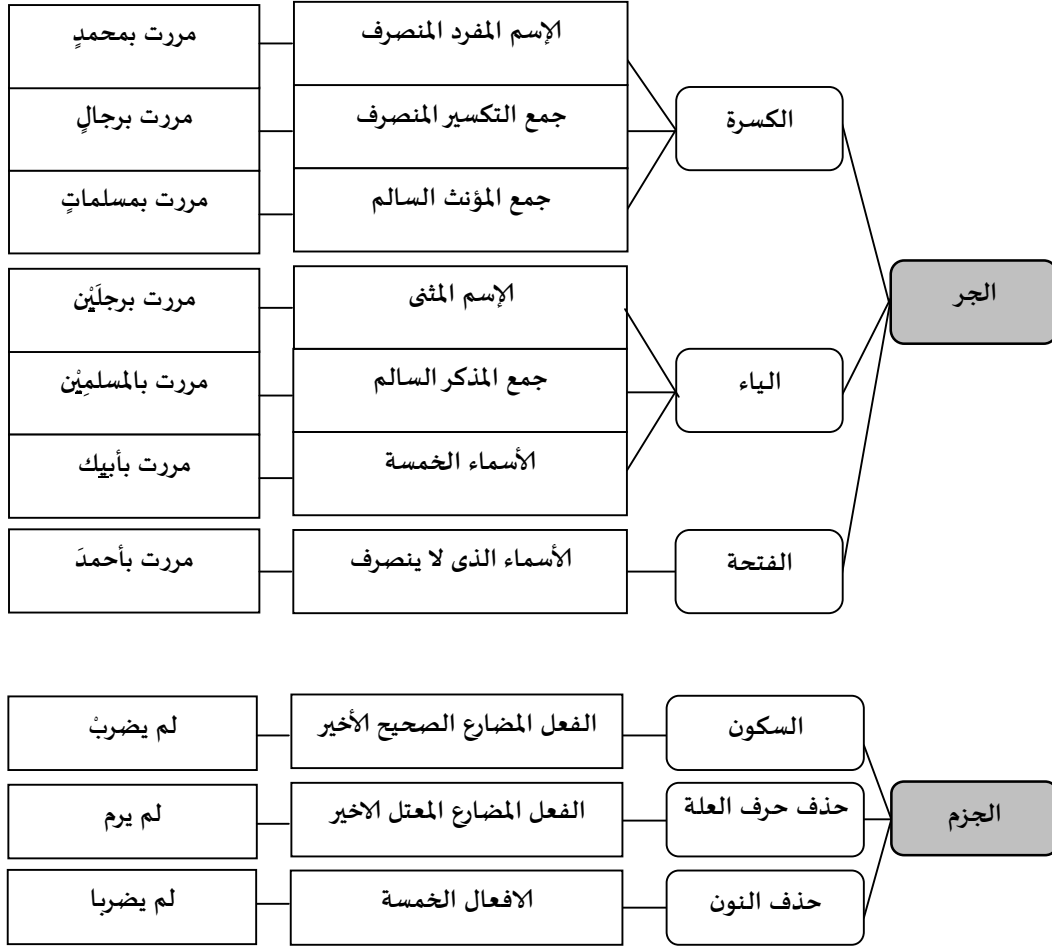 الجر
الكسرة
الإسم المفرد المنصرف
مررت بمحمدٍ
جمع التكسير المنصرف
مررت برجالٍ
جمع المؤنث السالم
مررت بمسلماتٍ
الياء
الإسم المثنى
مررت برجلَيْن
جمع المذكر السالم
مررت بالمسلمِيْن
الأسماء الخمسة
مررت بأبيك
الفتحة
الأسماء الذى لا ينصرف
مررت بأحمدَ
الجزم
السكون
الفعل المضارع الصحيح الأخير
لم يضربْ
حذف حرف العلة
الفعل المضارع المعتل الاخير
لم يرم
حذف النون
الافعال الخمسة
لم يضربا